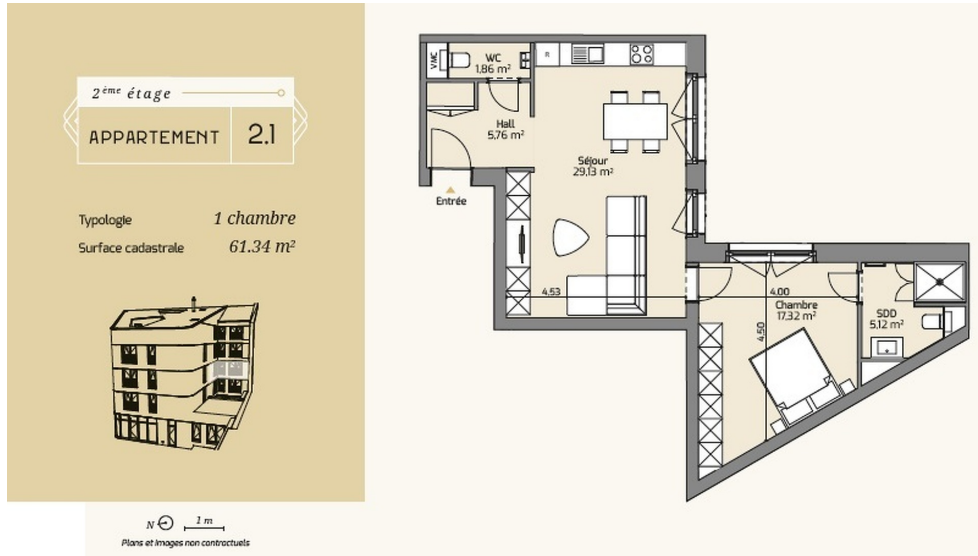 2ème étage
APPARTEMENT 2.1
Typologie 1 chambre
Surface cadastrale 61.34 m²
N 1 m
Plans et Images non contractuels
VMC
WC
1,86 m²
Hall
5,76 m²
Entrée
Séjour
29,13 m²
4,53
4,00
Chambre
17,32 m²
4,50
SDD
5,12 m²